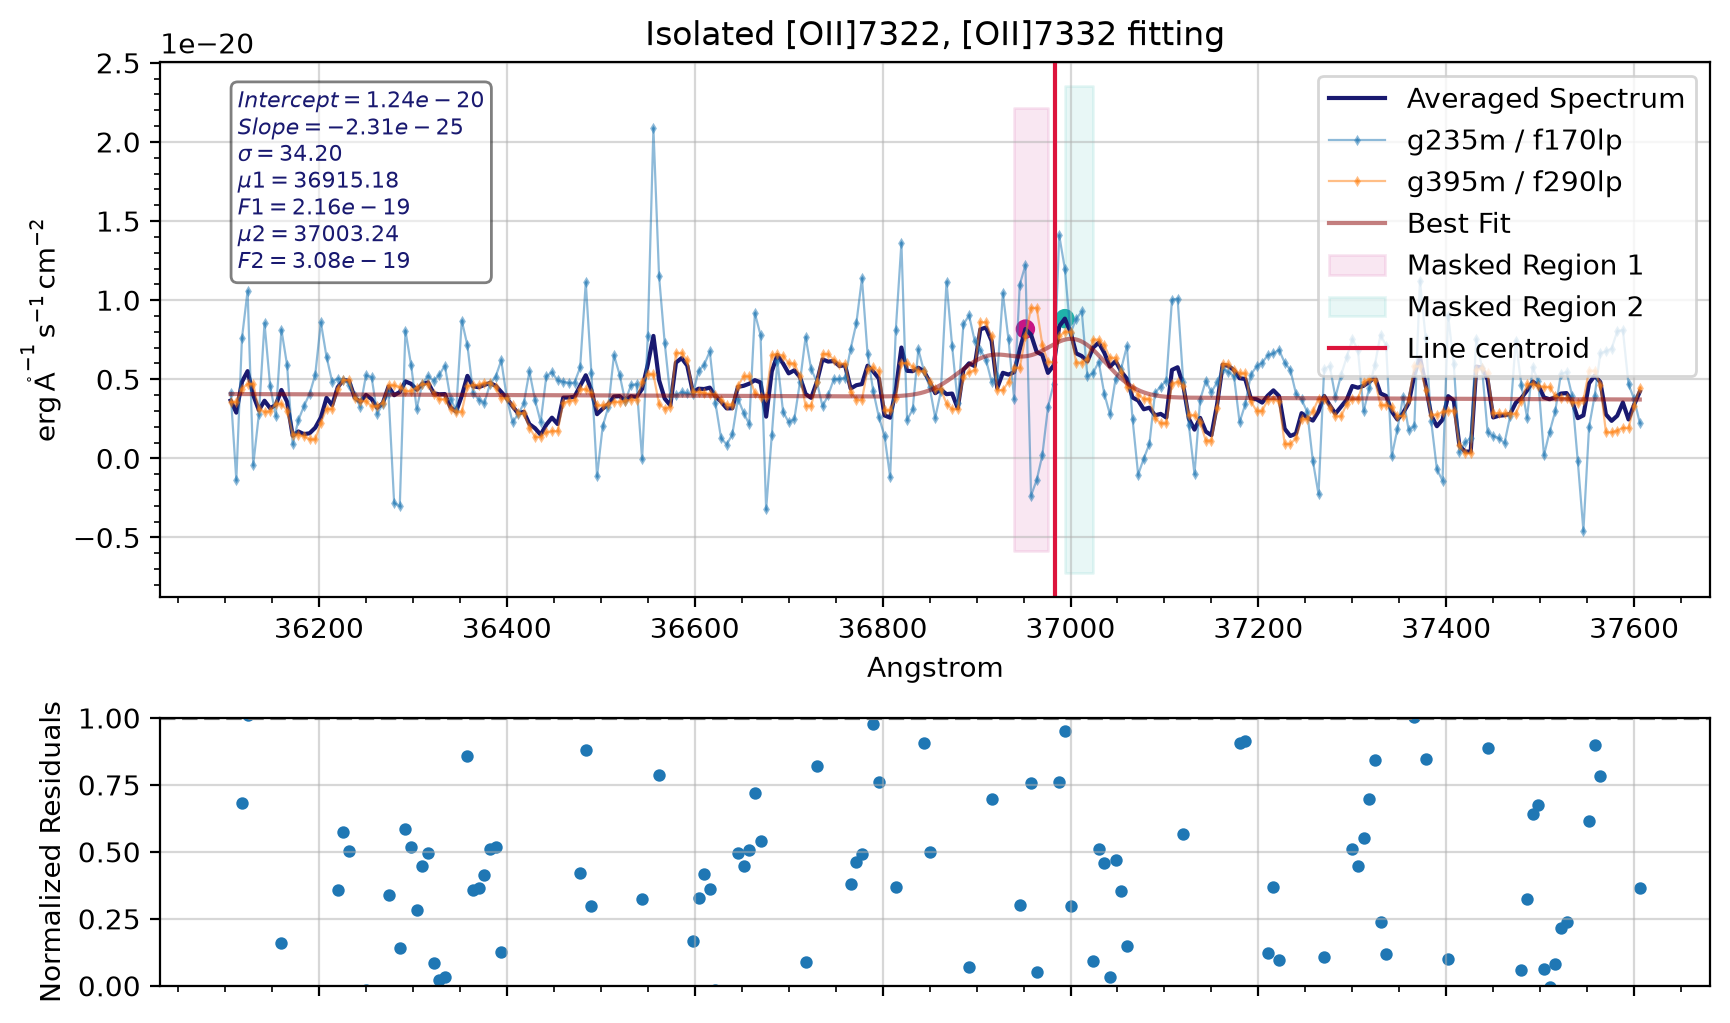 Isolated [OII]7322, [OII]7332 fitting
1e−20
2.5
2.0
1.5
1.0
0.5
0.0
−0.5
erg Å⁻¹ s⁻¹ cm⁻²
Intercept = 1.24e − 20
Slope = −2.31e − 25
σ = 34.20
μ1 = 36915.18
F1 = 2.16e − 19
μ2 = 37003.24
F2 = 3.08e − 19
Averaged Spectrum
g235m / f170lp
g395m / f290lp
Best Fit
Masked Region 1
Masked Region 2
Line centroid
36200 36400 36600 36800 37000 37200 37400 37600
Angstrom
1.00
0.75
0.50
0.25
0.00
Normalized Residuals